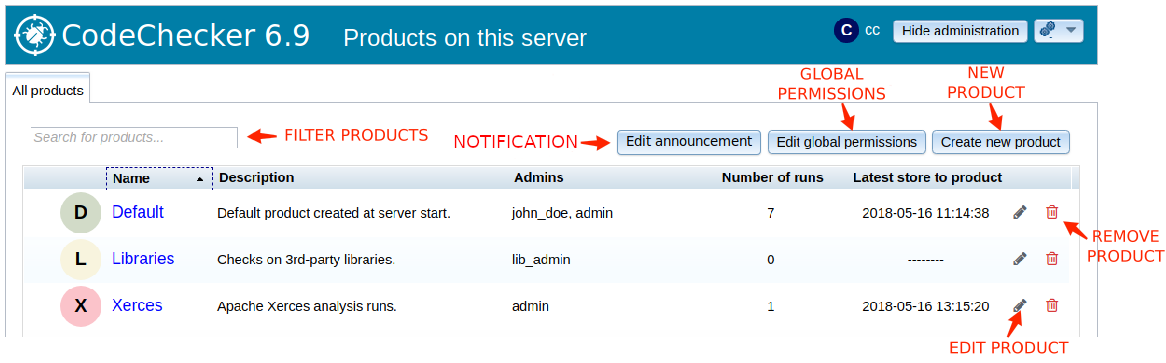 CodeChecker 6.9 Products on this server C cc Hide administration
All products
GLOBAL PERMISSIONS
NEW PRODUCT
Search for products...
FILTER PRODUCTS
NOTIFICATION
Edit announcement Edit global permissions Create new product
Name Description Admins Number of runs Latest store to product
D Default Default product created at server start. john_doe, admin 7 2018-05-16 11:14:38
REMOVE PRODUCT
L Libraries Checks on 3rd-party libraries. lib_admin 0 --------
X Xerces Apache Xerces analysis runs. admin 1 2018-05-16 13:15:20
EDIT PRODUCT